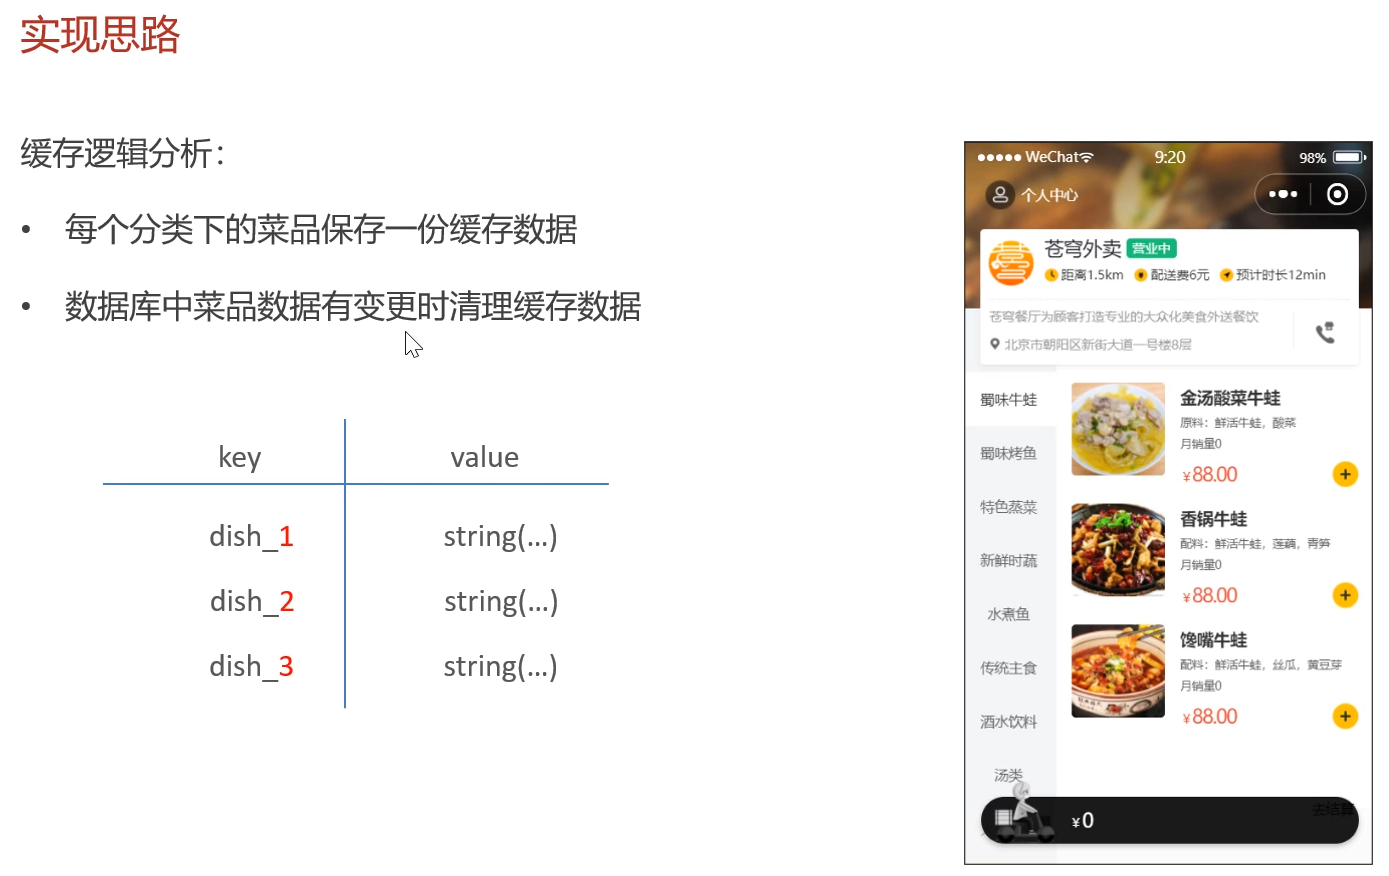 实现思路
缓存逻辑分析：
• 每个分类下的菜品保存一份缓存数据
• 数据库中菜品数据有变更时清理缓存数据
key value
dish_1 string(...)
dish_2 string(...)
dish_3 string(...)
WeChat 9:20 98%
个人中心
苍穹外卖 营业中
距离1.5km 配送费6元 预计时长12min
苍穹餐厅为顾客打造专业的大众化美食外送餐饮
北京市朝阳区新街大道一号楼8层
蜀味牛蛙
蜀味烤鱼
特色蒸菜
新鲜时蔬
水煮鱼
传统主食
酒水饮料
汤类
金汤酸菜牛蛙
原料：鲜活牛蛙，酸菜
月销量0
¥88.00
香锅牛蛙
配料：鲜活牛蛙，莲藕，青笋
月销量0
¥88.00
馋嘴牛蛙
配料：鲜活牛蛙，丝瓜，黄豆芽
月销量0
¥88.00
¥0 去结算